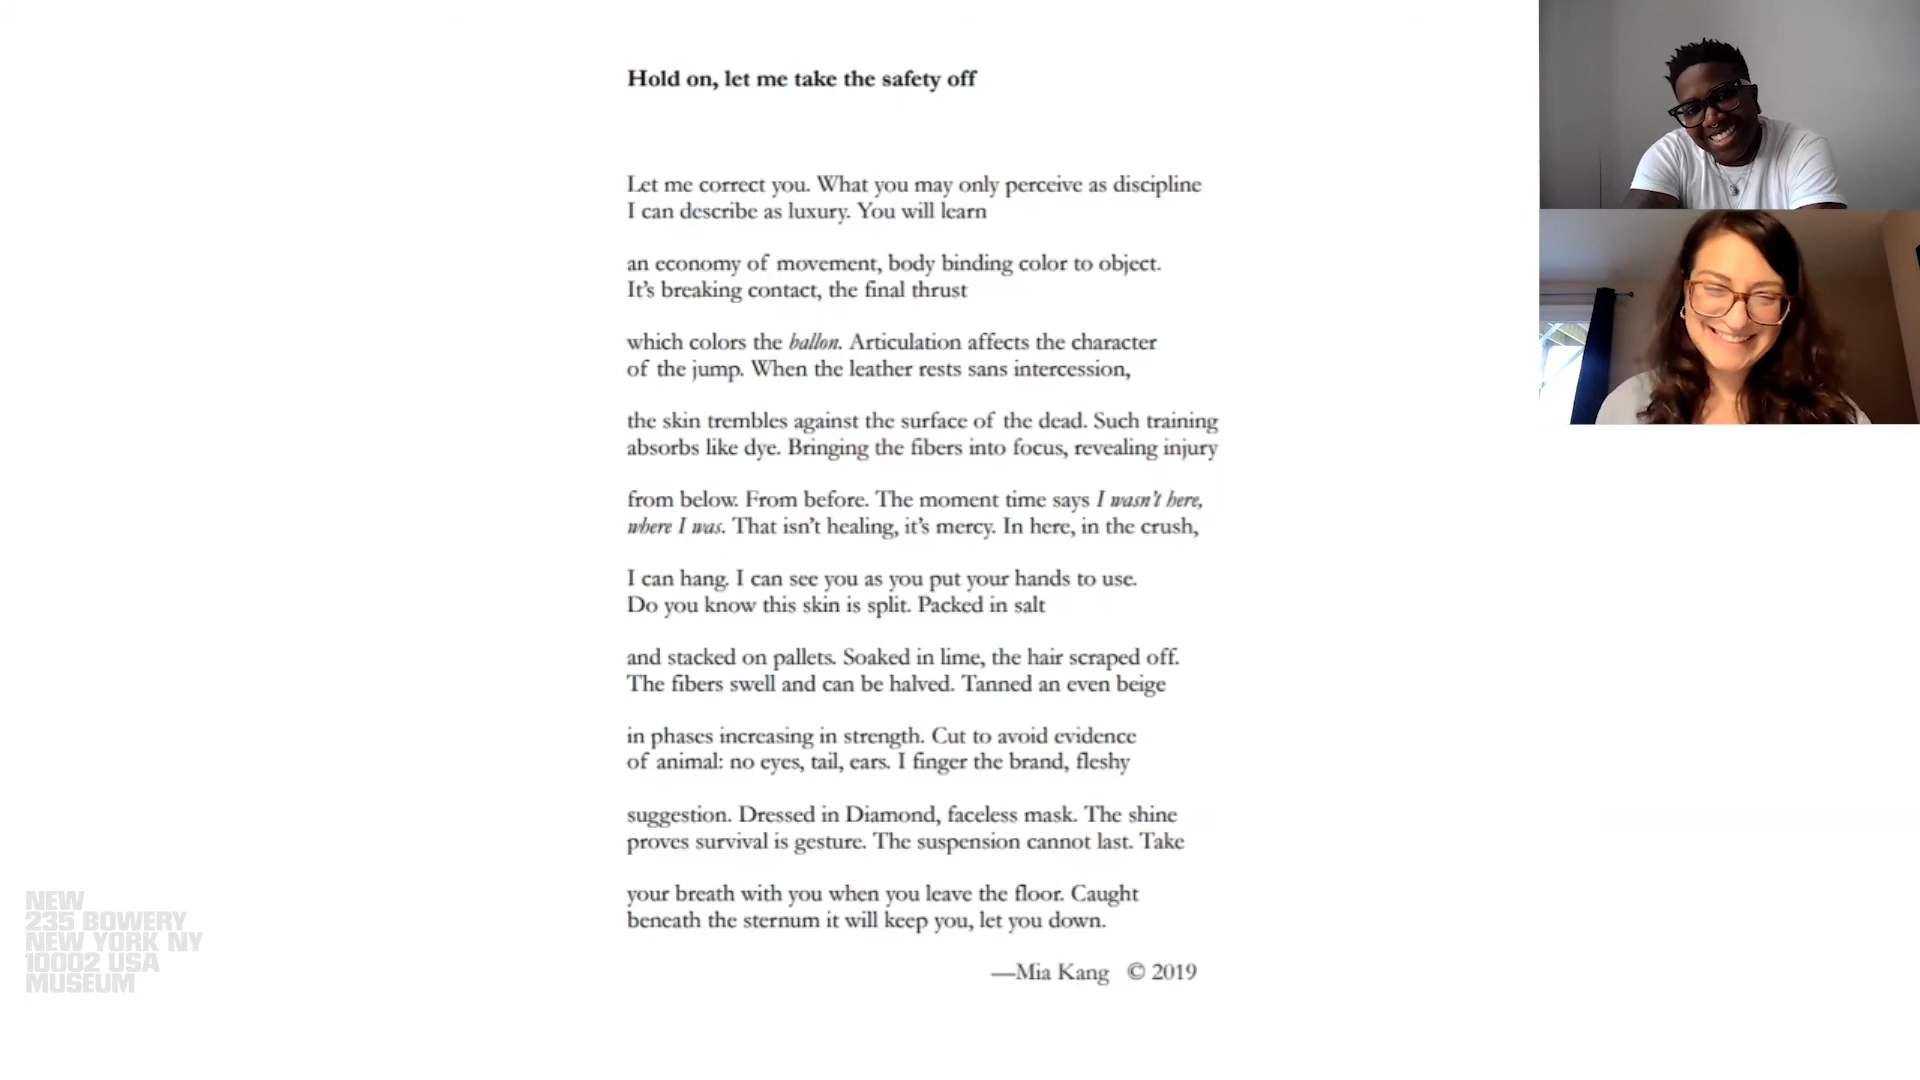 Hold on, let me take the safety off
Let me correct you. What you may only perceive as discipline
I can describe as luxury. You will learn
an economy of movement, body binding color to object.
It's breaking contact, the final thrust
which colors the ballon. Articulation affects the character
of the jump. When the leather rests sans intercession,
the skin trembles against the surface of the dead. Such training
absorbs like dye. Bringing the fibers into focus, revealing injury
from below. From before. The moment time says I wasn't here,
where I was. That isn't healing, it's mercy. In here, in the crush,
I can hang. I can see you as you put your hands to use.
Do you know this skin is split. Packed in salt
and stacked on pallets. Soaked in lime, the hair scraped off.
The fibers swell and can be halved. Tanned an even beige
in phases increasing in strength. Cut to avoid evidence
of animal: no eyes, tail, ears. I finger the brand, fleshy
suggestion. Dressed in Diamond, faceless mask. The shine
proves survival is gesture. The suspension cannot last. Take
your breath with you when you leave the floor. Caught
beneath the sternum it will keep you, let you down.
—Mia Kang © 2019
NEW
235 BOWERY
NEW YORK NY
10002 USA
MUSEUM